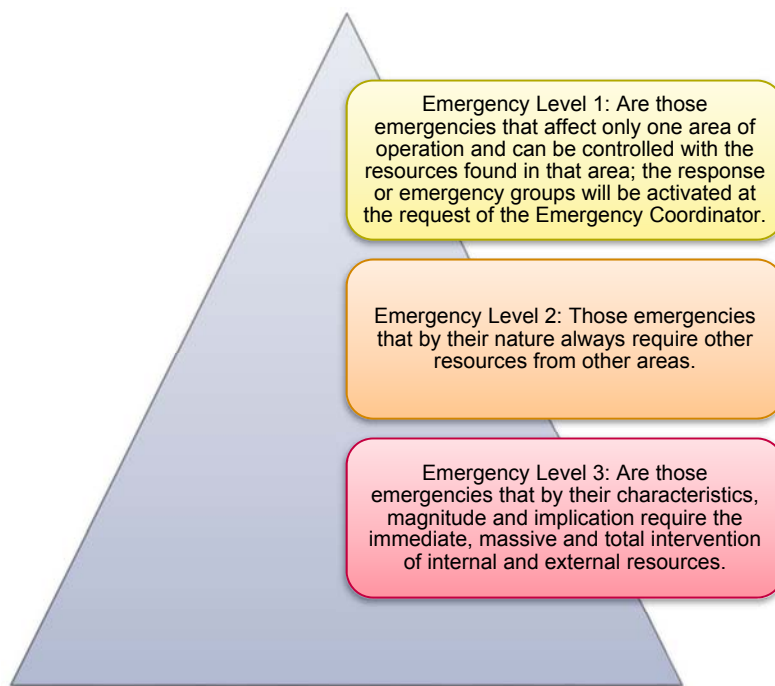 Emergency Level 1: Are those
emergencies that affect only one area of
operation and can be controlled with the
resources found in that area; the response
or emergency groups will be activated at
the request of the Emergency Coordinator.
Emergency Level 2: Those emergencies
that by their nature always require other
resources from other areas.
Emergency Level 3: Are those
emergencies that by their characteristics,
magnitude and implication require the
immediate, massive and total intervention
of internal and external resources.